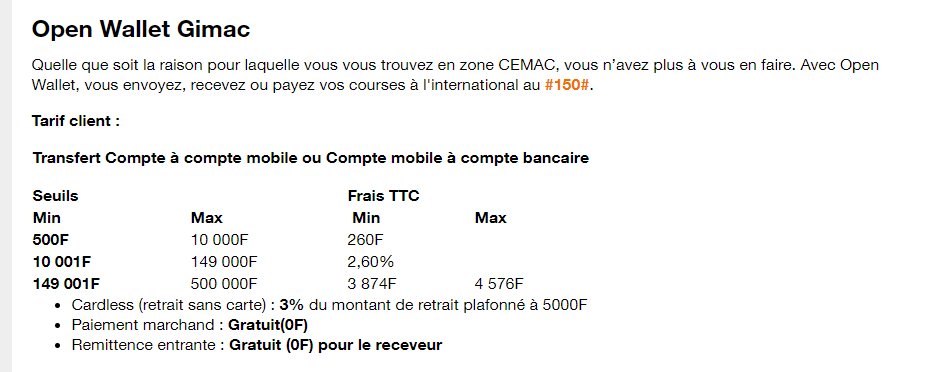 Open Wallet Gimac
Quelle que soit la raison pour laquelle vous vous trouvez en zone CEMAC, vous n’avez plus à vous en faire. Avec Open
Wallet, vous envoyez, recevez ou payez vos courses à l'international au #150#.
Tarif client :
Transfert Compte à compte mobile ou Compte mobile à compte bancaire
Seuils Frais TTC
Min Max Min Max
500F 10 000F 260F
10 001F 149 000F 2,60%
149 001F 500 000F 3 874F 4 576F
• Cardless (retrait sans carte) : 3% du montant de retrait plafonné à 5000F
• Paiement marchand : Gratuit(0F)
• Remittence entrante : Gratuit (0F) pour le receveur